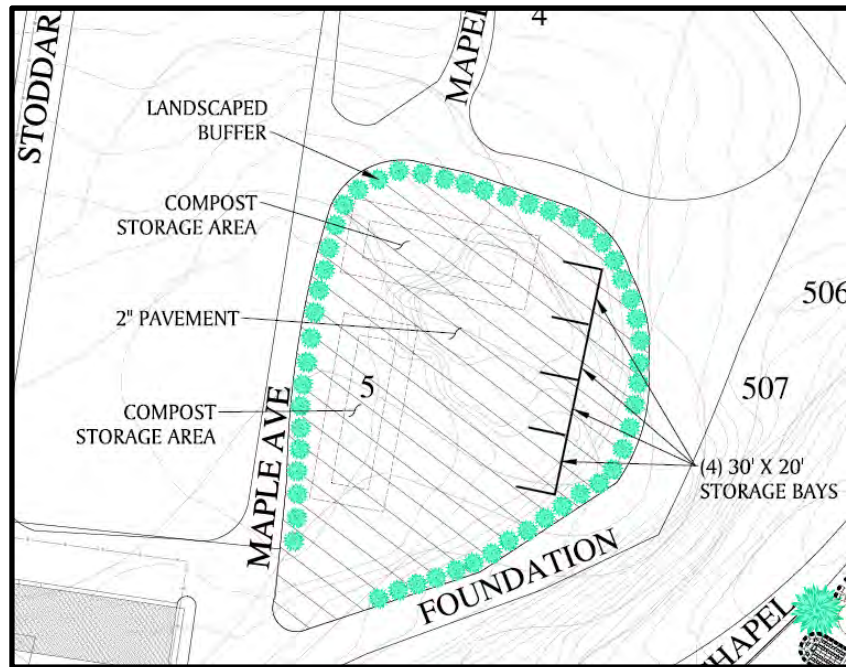 STODDAR
MAPEL
4
LANDSCAPED
BUFFER
COMPOST
STORAGE AREA
2" PAVEMENT
COMPOST
STORAGE AREA
5
MAPLE AVE
506
507
(4) 30' X 20'
STORAGE BAYS
FOUNDATION
HAPEL